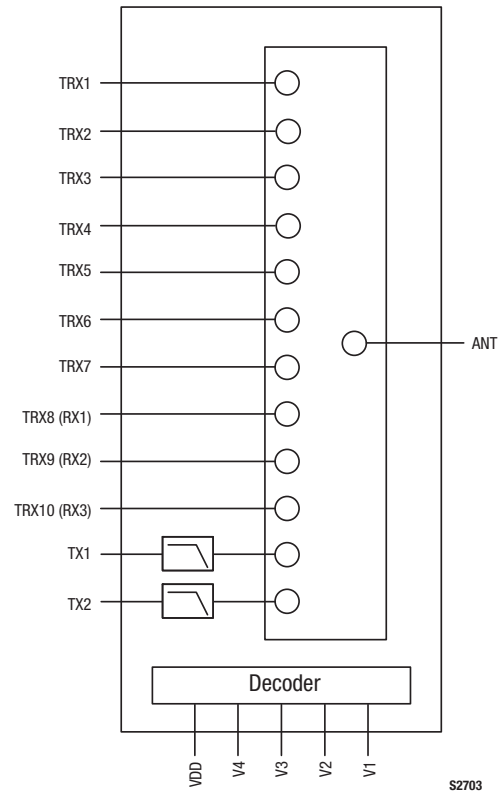 TRX1
TRX2
TRX3
TRX4
TRX5
TRX6
ANT
TRX7
TRX8 (RX1)
TRX9 (RX2)
TRX10 (RX3)
TX1
TX2
Decoder
VDD
V4
V3
V2
V1
S2703